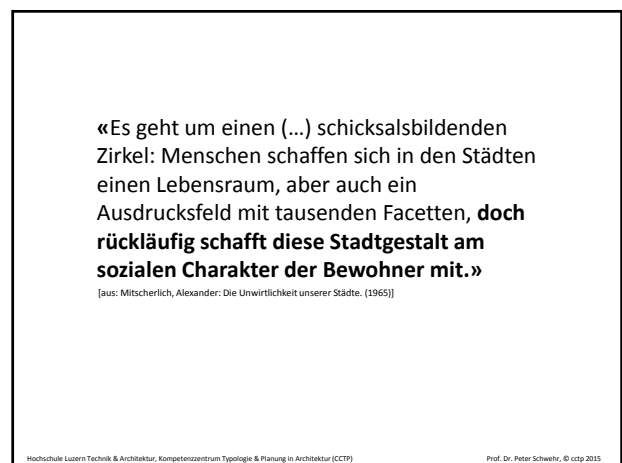 «Es geht um einen (…) schicksalsbildenden
Zirkel: Menschen schaffen sich in den Städten
einen Lebensraum, aber auch ein
Ausdrucksfeld mit tausenden Facetten, doch
rückläufig schafft diese Stadtgestalt am
sozialen Charakter der Bewohner mit.»
[aus: Mitscherlich, Alexander: Die Unwirtlichkeit unserer Städte. (1965)]
Hochschule Luzern Technik & Architektur, Kompetenzzentrum Typologie & Planung in Architektur (CCTP) Prof. Dr. Peter Schwehr, © cctp 2015